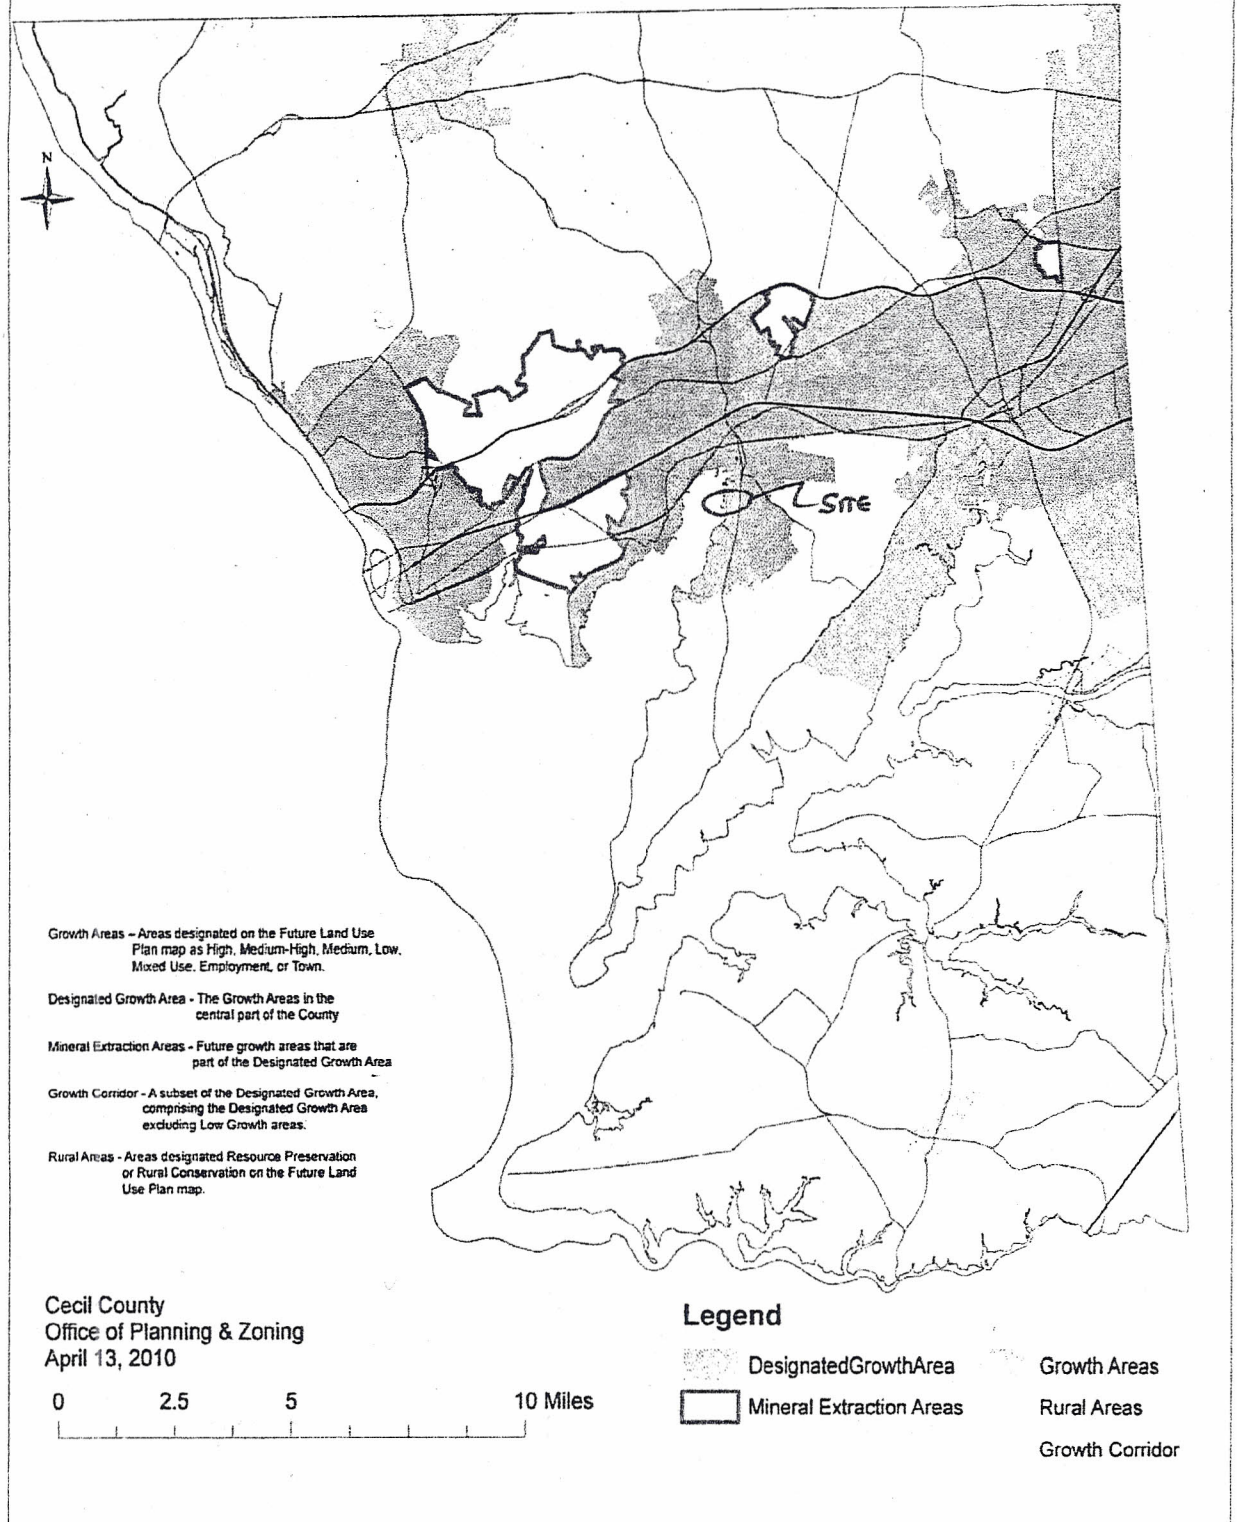 N
SITE
Growth Areas – Areas designated on the Future Land Use
Plan map as High, Medium-High, Medium, Low,
Mixed Use, Employment, or Town.
Designated Growth Area - The Growth Areas in the
central part of the County
Mineral Extraction Areas - Future growth areas that are
part of the Designated Growth Area
Growth Corridor - A subset of the Designated Growth Area,
comprising the Designated Growth Area
excluding Low Growth areas.
Rural Areas - Areas designated Resource Preservation
or Rural Conservation on the Future Land
Use Plan map.
Cecil County
Office of Planning & Zoning
April 13, 2010
0 2.5 5 10 Miles
Legend
DesignatedGrowthArea
Mineral Extraction Areas
Growth Areas
Rural Areas
Growth Corridor